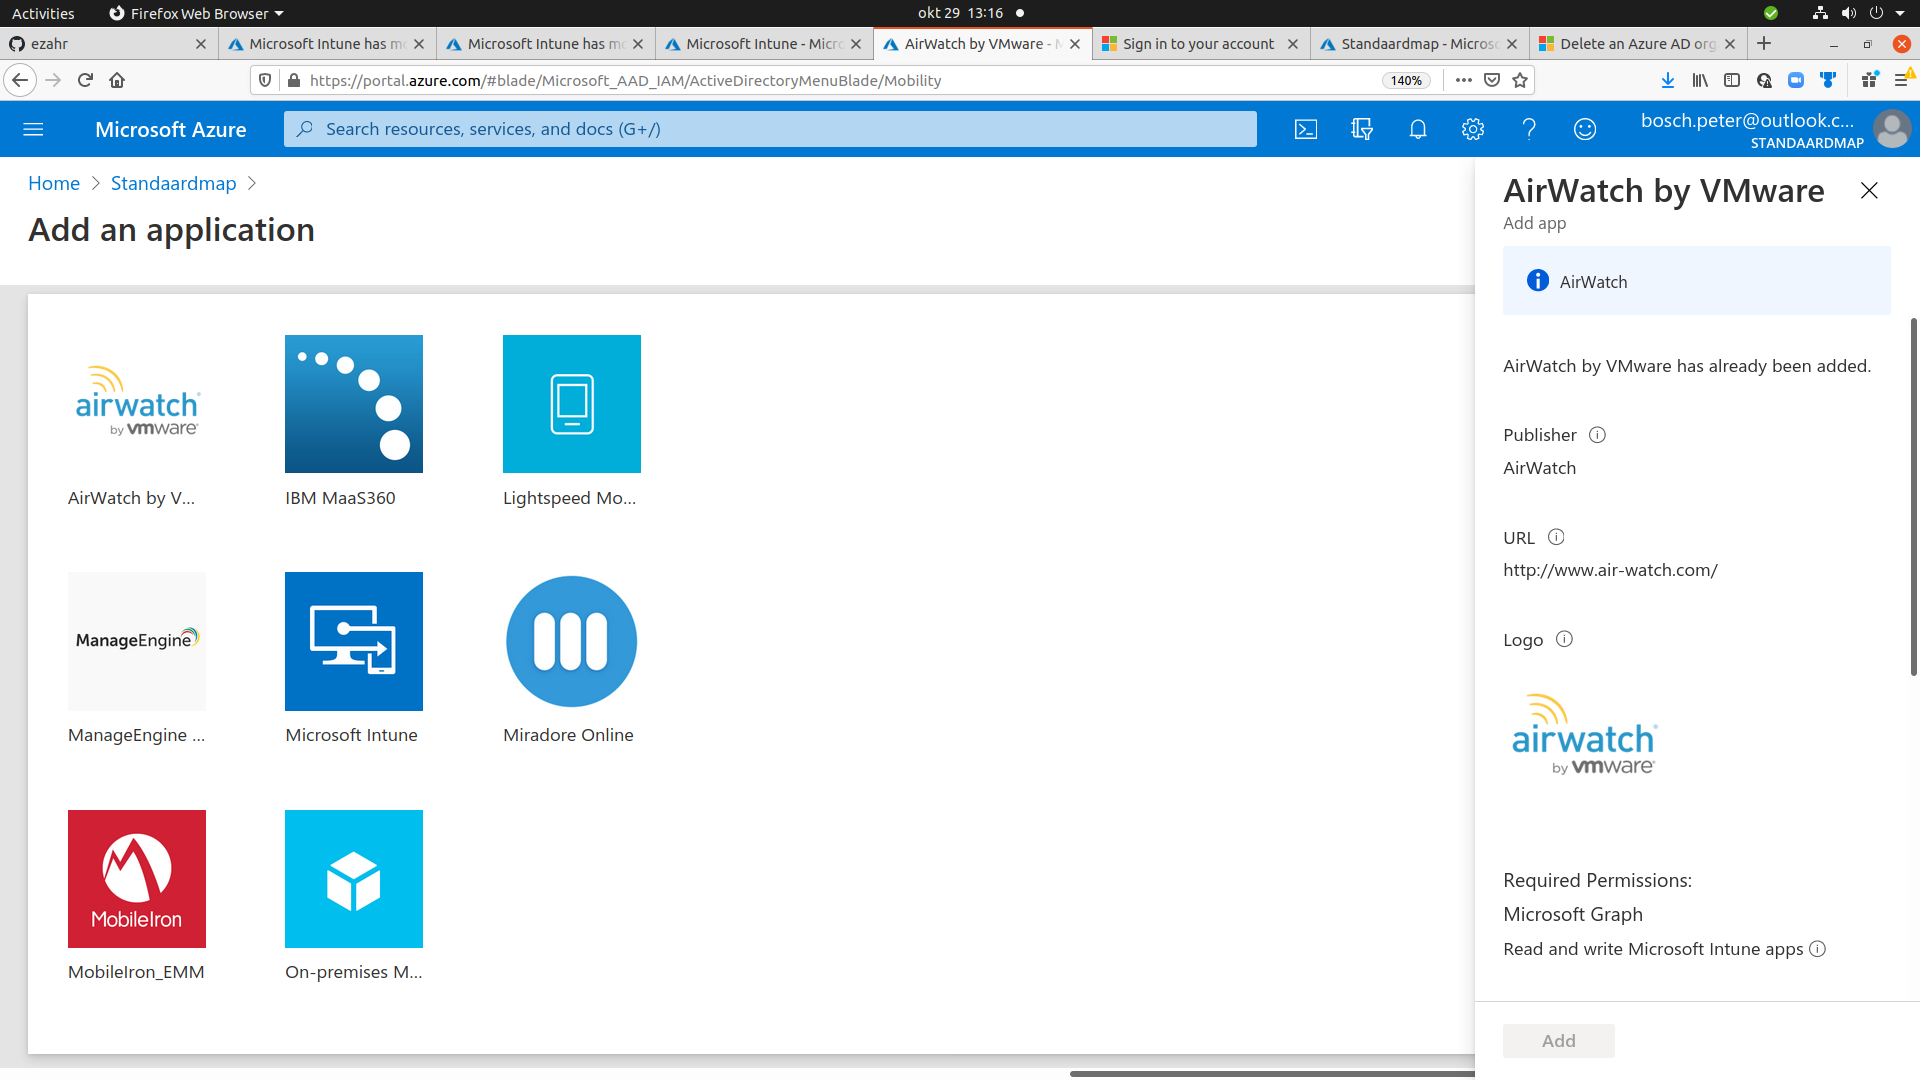 Activities
Firefox Web Browser
okt 29 13:16
ezahr
Microsoft Intune has mo
Microsoft Intune has mo
Microsoft Intune - Micro
AirWatch by VMware - M
Sign in to your account
Standaardmap - Microso
Delete an Azure AD org
https://portal.azure.com/#blade/Microsoft_AAD_IAM/ActiveDirectoryMenuBlade/Mobility
140%
Microsoft Azure
Search resources, services, and docs (G+/)
bosch.peter@outlook.c...
STANDAARDMAP
Home
Standaardmap
Add an application
airwatch
by vmware
AirWatch by V...
IBM MaaS360
Lightspeed Mo...
ManageEngine
ManageEngine ...
Microsoft Intune
Miradore Online
MobileIron
MobileIron_EMM
On-premises M...
AirWatch by VMware
Add app
AirWatch
AirWatch by VMware has already been added.
Publisher
AirWatch
URL
http://www.air-watch.com/
Logo
airwatch
by vmware
Required Permissions:
Microsoft Graph
Read and write Microsoft Intune apps
Add